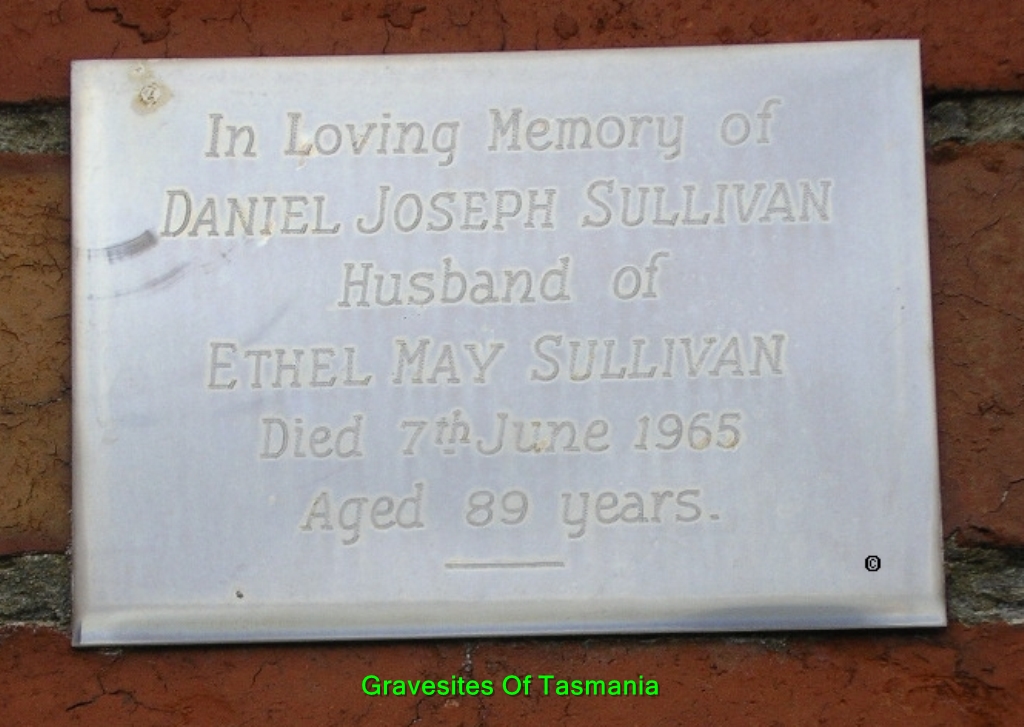 In Loving Memory of
DANIEL JOSEPH SULLIVAN
Husband of
ETHEL MAY SULLIVAN
Died 7th June 1965
Aged 89 years.
©
Gravesites Of Tasmania